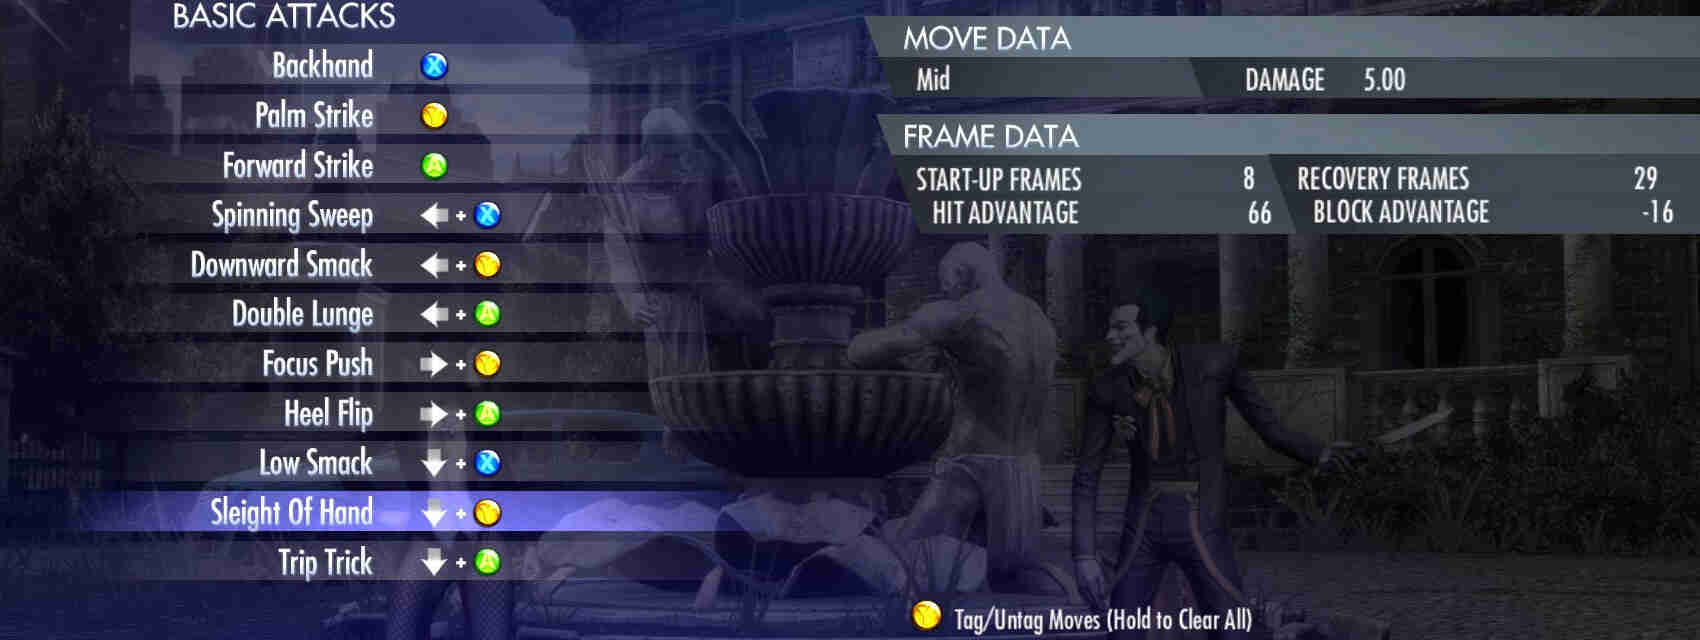 BASIC ATTACKS
Backhand X
Palm Strike Y
Forward Strike A
Spinning Sweep + X
Downward Smack + Y
Double Lunge + A
Focus Push + Y
Heel Flip + A
Low Smack + X
Sleight Of Hand + Y
Trip Trick + A
MOVE DATA
Mid DAMAGE 5.00
FRAME DATA
START-UP FRAMES 8 RECOVERY FRAMES 29
HIT ADVANTAGE 66 BLOCK ADVANTAGE -16
Y Tag/Untag Moves (Hold to Clear All)